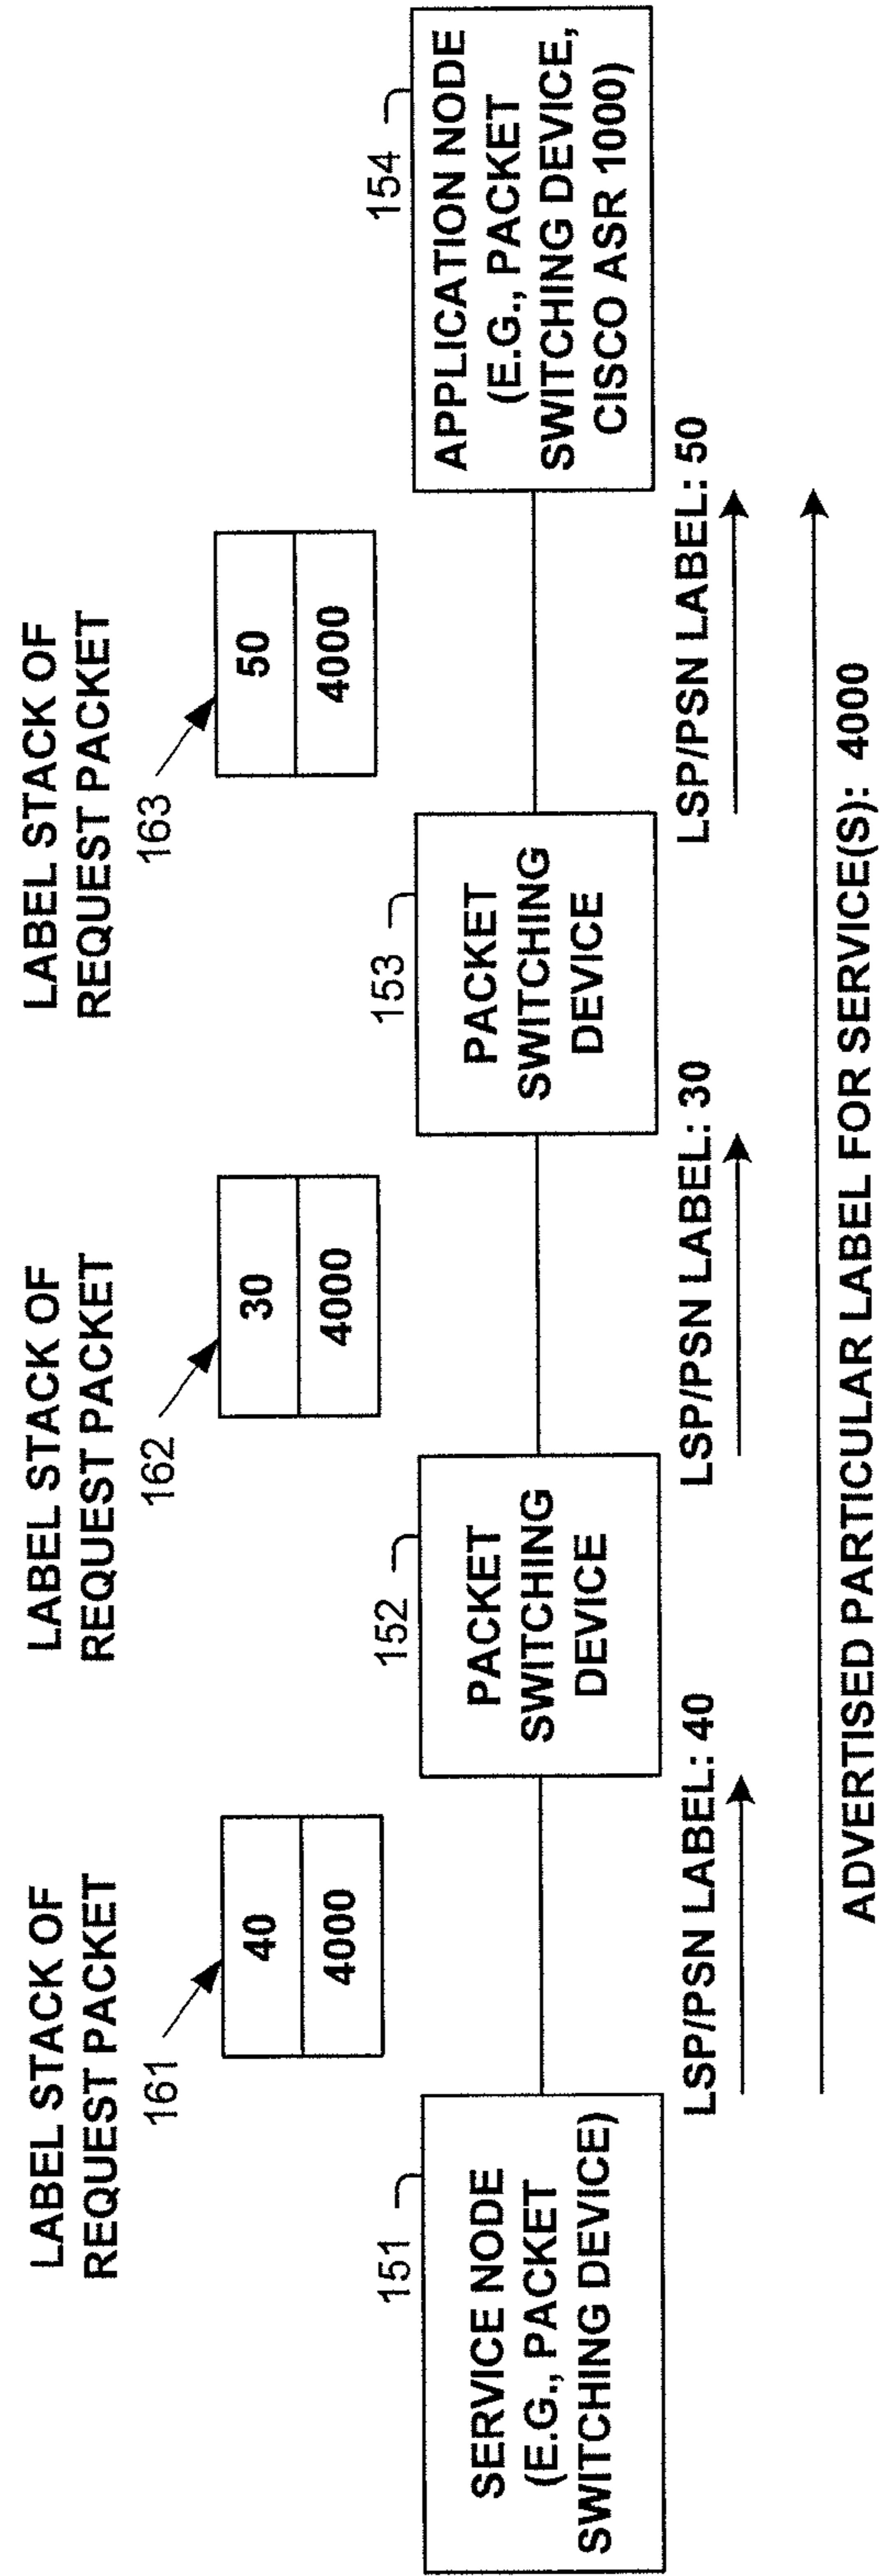 LABEL STACK OF
REQUEST PACKET
161
40
4000
LABEL STACK OF
REQUEST PACKET
162
30
4000
LABEL STACK OF
REQUEST PACKET
163
50
4000
151
SERVICE NODE
(E.G., PACKET
SWITCHING DEVICE)
152
PACKET
SWITCHING
DEVICE
153
PACKET
SWITCHING
DEVICE
154
APPLICATION NODE
(E.G., PACKET
SWITCHING DEVICE,
CISCO ASR 1000)
LSP/PSN LABEL: 40
LSP/PSN LABEL: 30
LSP/PSN LABEL: 50
ADVERTISED PARTICULAR LABEL FOR SERVICE(S): 4000